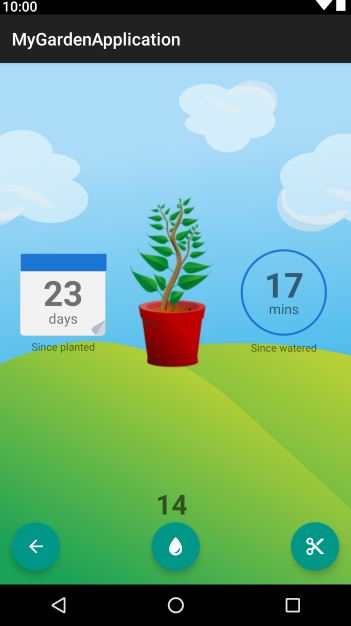 10:00
MyGardenApplication
23
days
Since planted
17
mins
Since watered
14